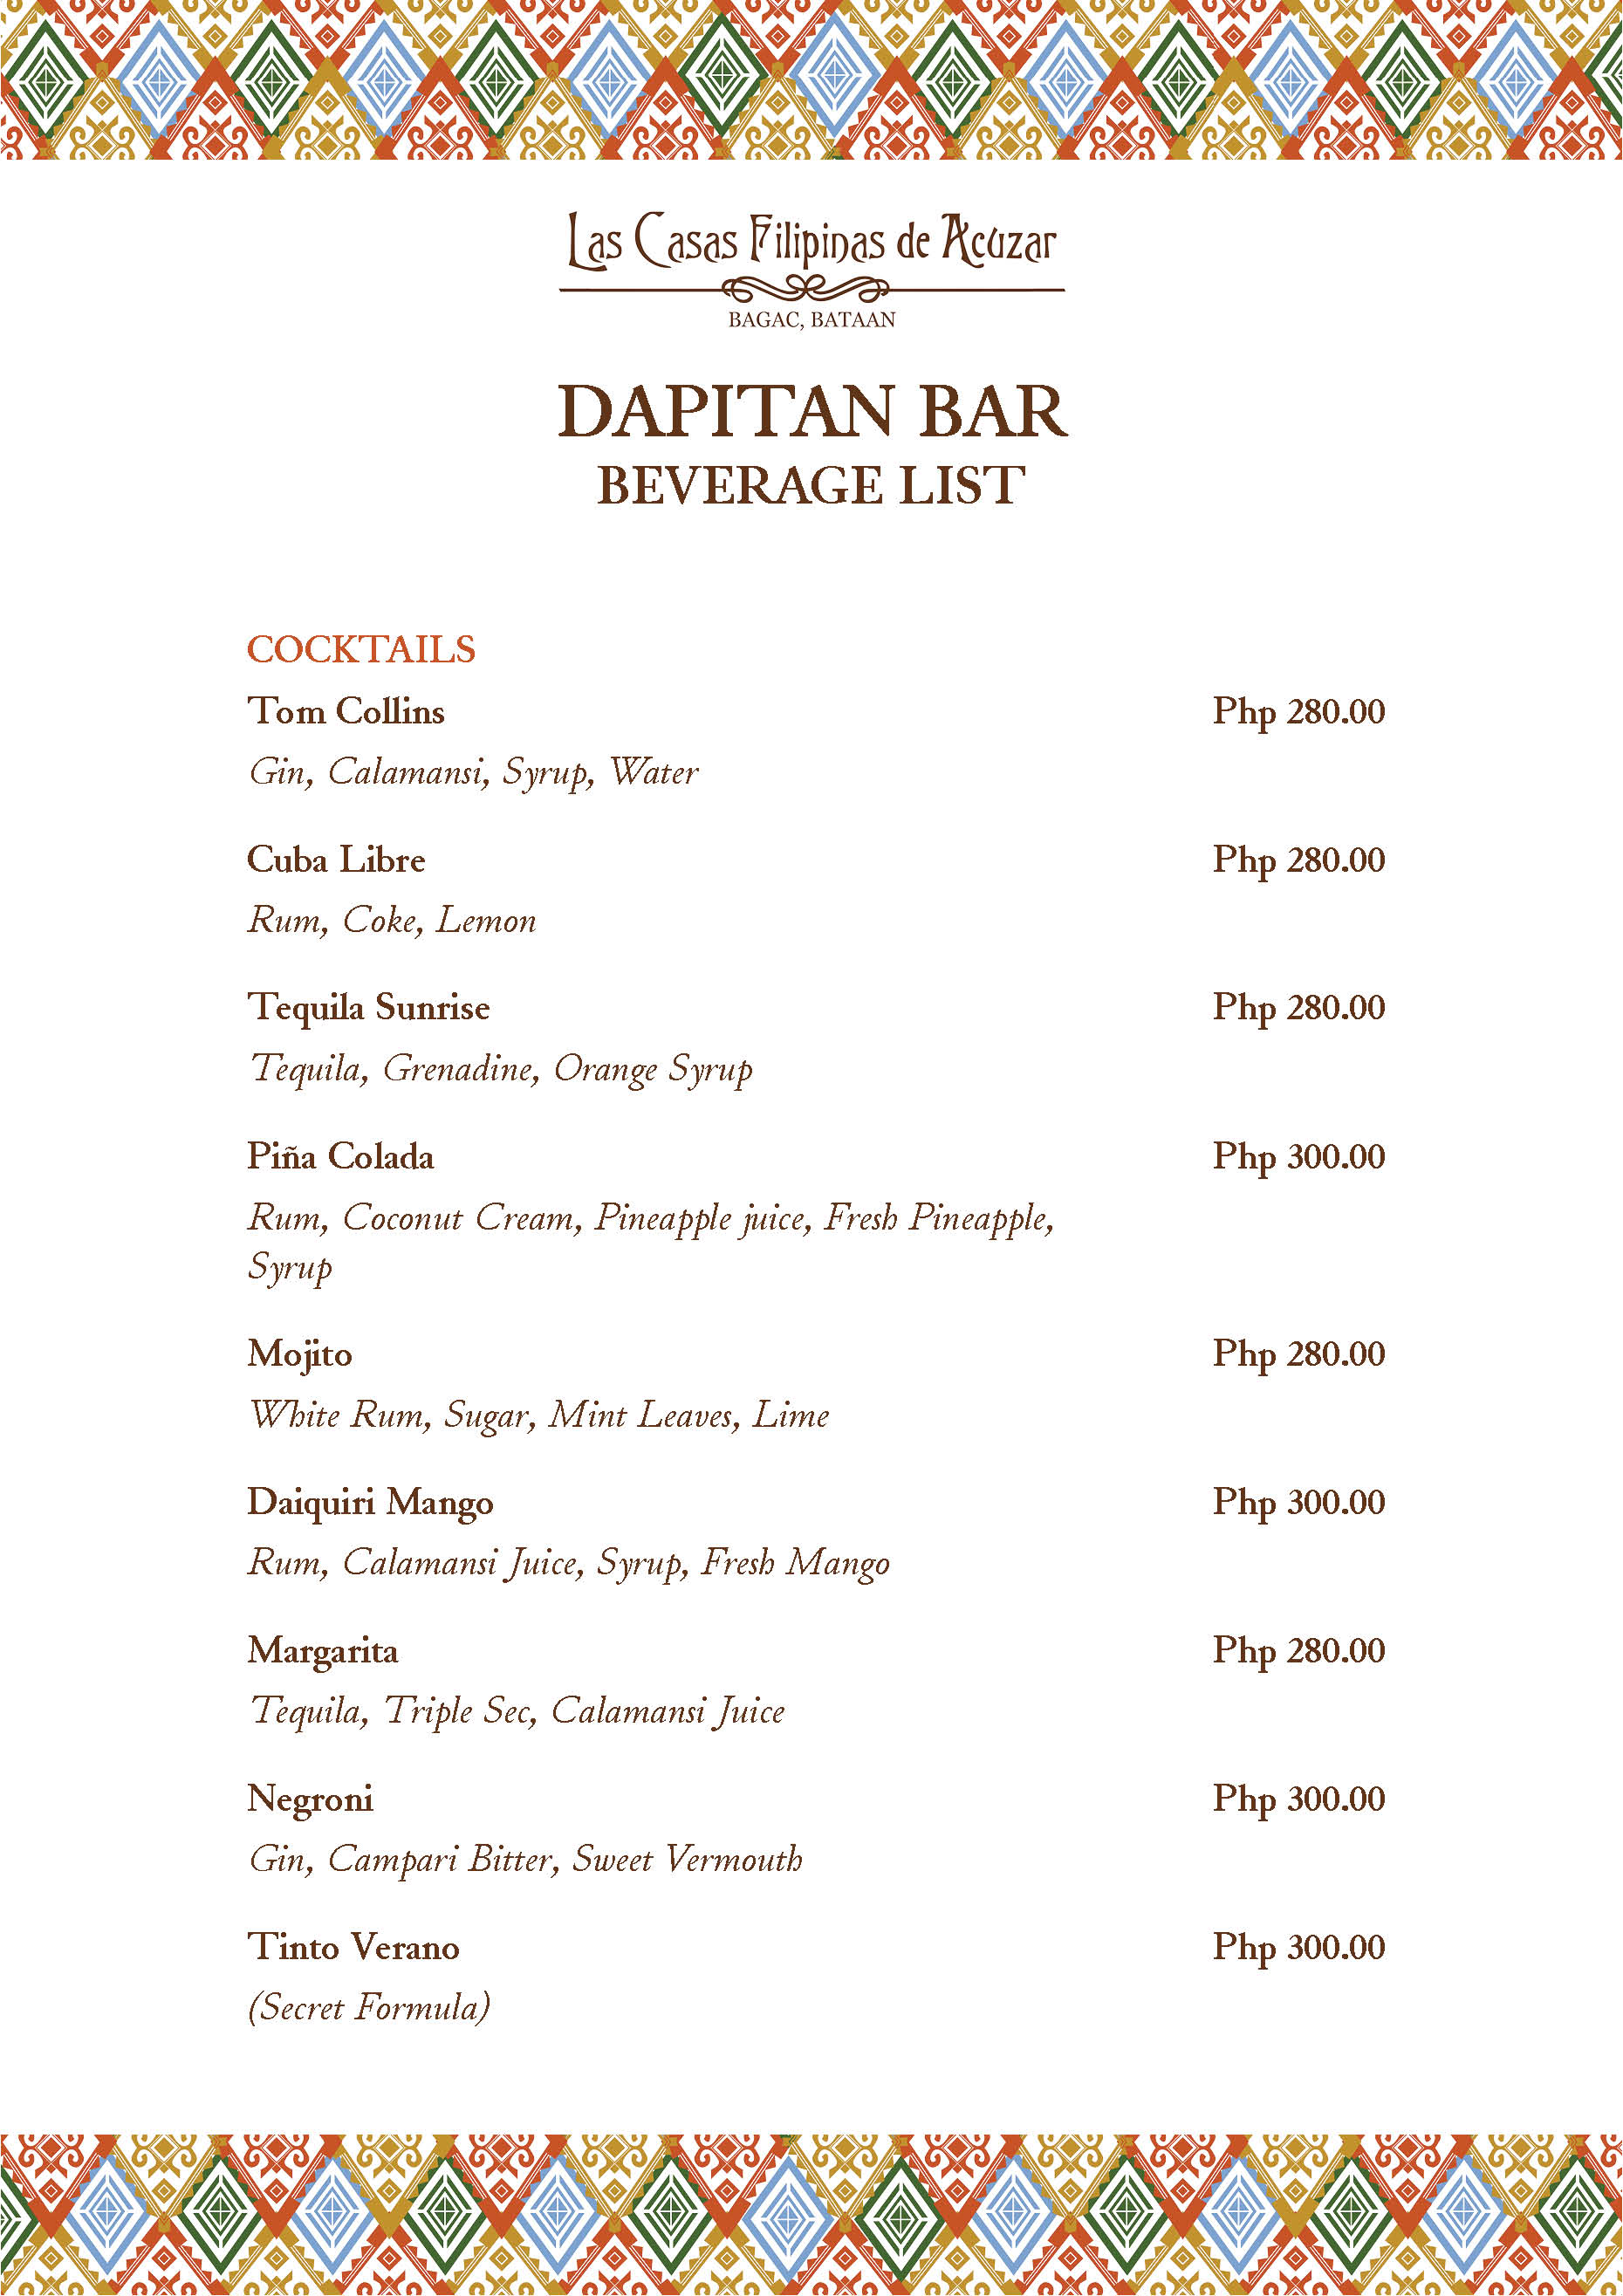 Las Casas Filipinas de Acuzar
BAGAC, BATAAN
DAPITAN BAR
BEVERAGE LIST
COCKTAILS
Tom Collins Php 280.00
Gin, Calamansi, Syrup, Water
Cuba Libre Php 280.00
Rum, Coke, Lemon
Tequila Sunrise Php 280.00
Tequila, Grenadine, Orange Syrup
Piña Colada Php 300.00
Rum, Coconut Cream, Pineapple juice, Fresh Pineapple,
Syrup
Mojito Php 280.00
White Rum, Sugar, Mint Leaves, Lime
Daiquiri Mango Php 300.00
Rum, Calamansi Juice, Syrup, Fresh Mango
Margarita Php 280.00
Tequila, Triple Sec, Calamansi Juice
Negroni Php 300.00
Gin, Campari Bitter, Sweet Vermouth
Tinto Verano Php 300.00
(Secret Formula)